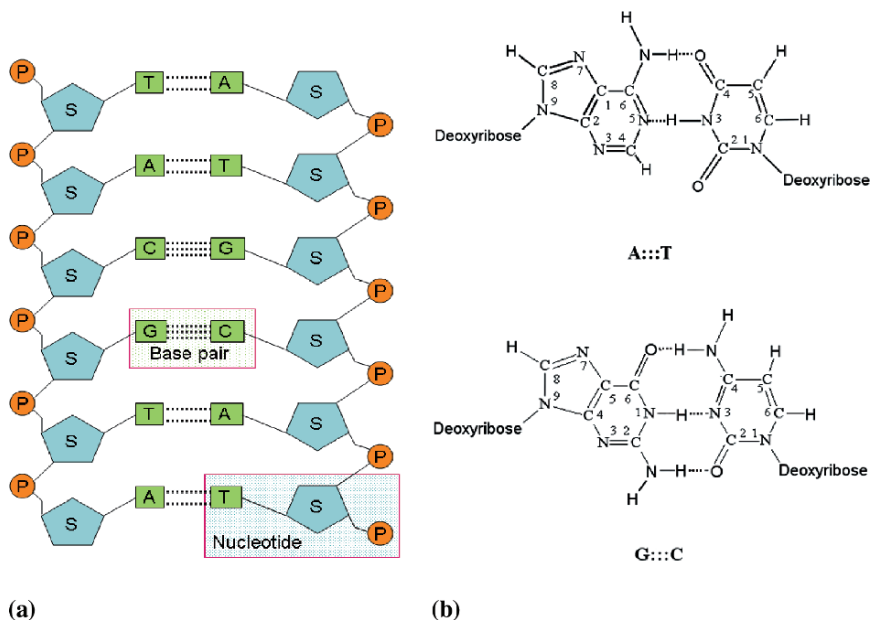 P
T A S
S P
P
A T S
S P
P
C G S
S P
P
G C S
Base pair
S P
P
T A S
S P
P
A T S
S P
Nucleotide
(a)
H
H N H O H
C N C C
8 7 4 5
N 9 C 1 C 6 N 5 H N 3 C 6 H
C 2
Deoxyribose
N 3 C 4 C 2 N 1
H
O
Deoxyribose
A:::T
H
O H N H
H C N C C
8 7 4 5
C 5 C 6
N 9 C 4 N 1 H N 3 C 6 H
Deoxyribose
N 3 C 2 C 2 N 1
N H O
H
Deoxyribose
G:::C
(b)